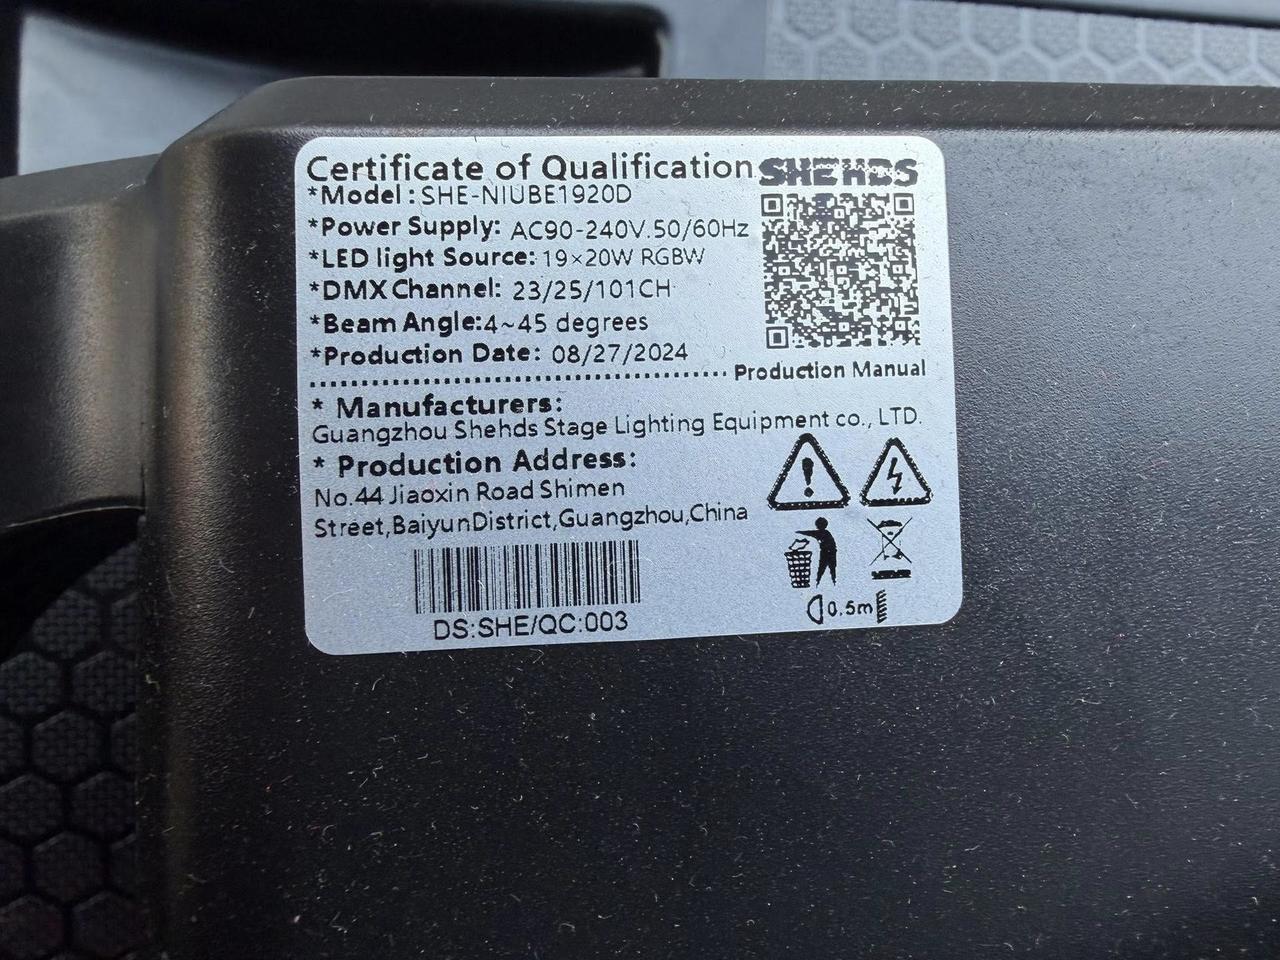 Certificate of Qualification SHEHDS
*Model : SHE-NIUBE1920D
*Power Supply: AC90-240V.50/60Hz
*LED light Source: 19×20W RGBW
*DMX Channel: 23/25/101CH
*Beam Angle:4~45 degrees
*Production Date: 08/27/2024
Production Manual
* Manufacturers:
Guangzhou Shehds Stage Lighting Equipment co., LTD.
* Production Address:
No.44 Jiaoxin Road Shimen
Street,BaiyunDistrict,Guangzhou,China
DS:SHE/QC:003
0.5m